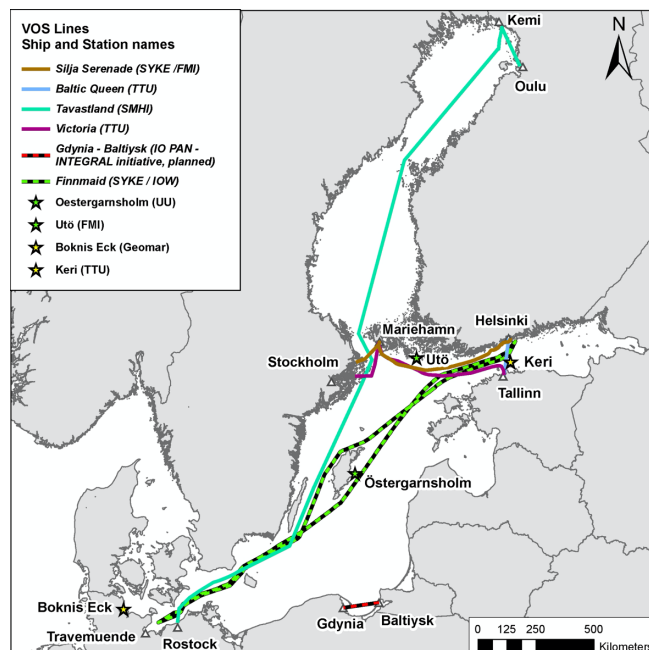 VOS Lines
Ship and Station names
Silja Serenade (SYKE /FMI)
Baltic Queen (TTU)
Tavastland (SMHI)
Victoria (TTU)
Gdynia - Baltiysk (IO PAN -
INTEGRAL initiative, planned)
Finnmaid (SYKE / IOW)
Oestergarnsholm (UU)
Utö (FMI)
Boknis Eck (Geomar)
Keri (TTU)
Kemi
N
Oulu
Mariehamn
Helsinki
Stockholm
Utö
Keri
Tallinn
Östergarnsholm
Boknis Eck
Travemuende
Rostock
Gdynia
Baltiysk
0 125 250 500
Kilometers